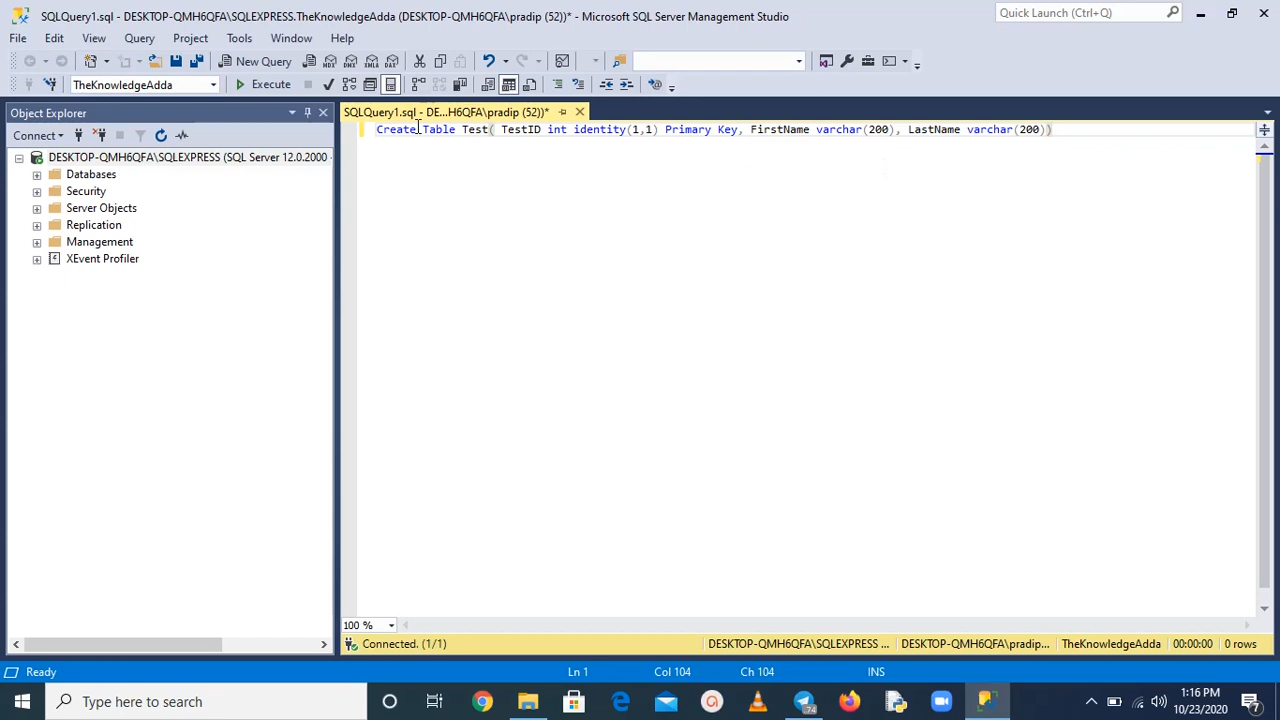 SQLQuery1.sql - DESKTOP-QMH6QFA\SQLEXPRESS.TheKnowledgeAdda (DESKTOP-QMH6QFA\pradip (52))* - Microsoft SQL Server Management Studio
Quick Launch (Ctrl+Q)
File Edit View Query Project Tools Window Help
New Query
TheKnowledgeAdda Execute
Object Explorer
SQLQuery1.sql - DE...H6QFA\pradip (52))*
Connect
Create Table Test( TestID int identity(1,1) Primary Key, FirstName varchar(200), LastName varchar(200))
DESKTOP-QMH6QFA\SQLEXPRESS (SQL Server 12.0.2000 -
Databases
Security
Server Objects
Replication
Management
XEvent Profiler
100 %
Connected. (1/1) DESKTOP-QMH6QFA\SQLEXPRESS ... DESKTOP-QMH6QFA\pradip... TheKnowledgeAdda 00:00:00 0 rows
Ready Ln 1 Col 104 Ch 104 INS
Type here to search
74
1:16 PM
10/23/2020
7